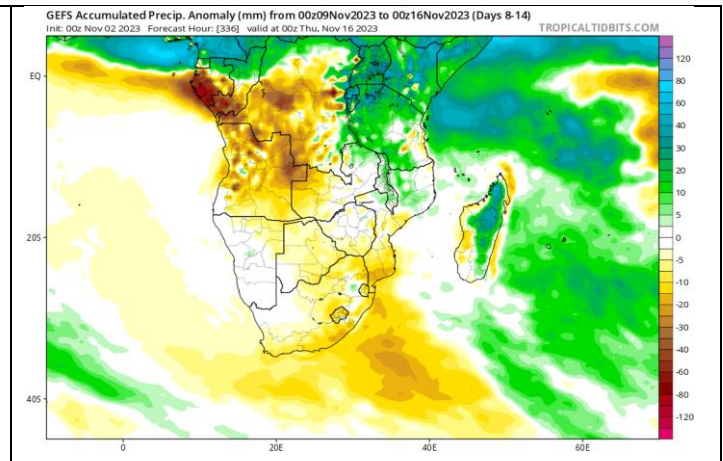 GEFS Accumulated Precip. Anomaly (mm) from 00z09Nov2023 to 00z16Nov2023 (Days 8-14)
Init: 00z Nov 02 2023 Forecast Hour: [336] valid at 00z Thu, Nov 16 2023 TROPICALTIDBITS.COM
EQ
20S
40S
0
20E
40E
60E
120
80
60
40
30
20
10
5
0
-5
-10
-20
-30
-40
-60
-80
-120